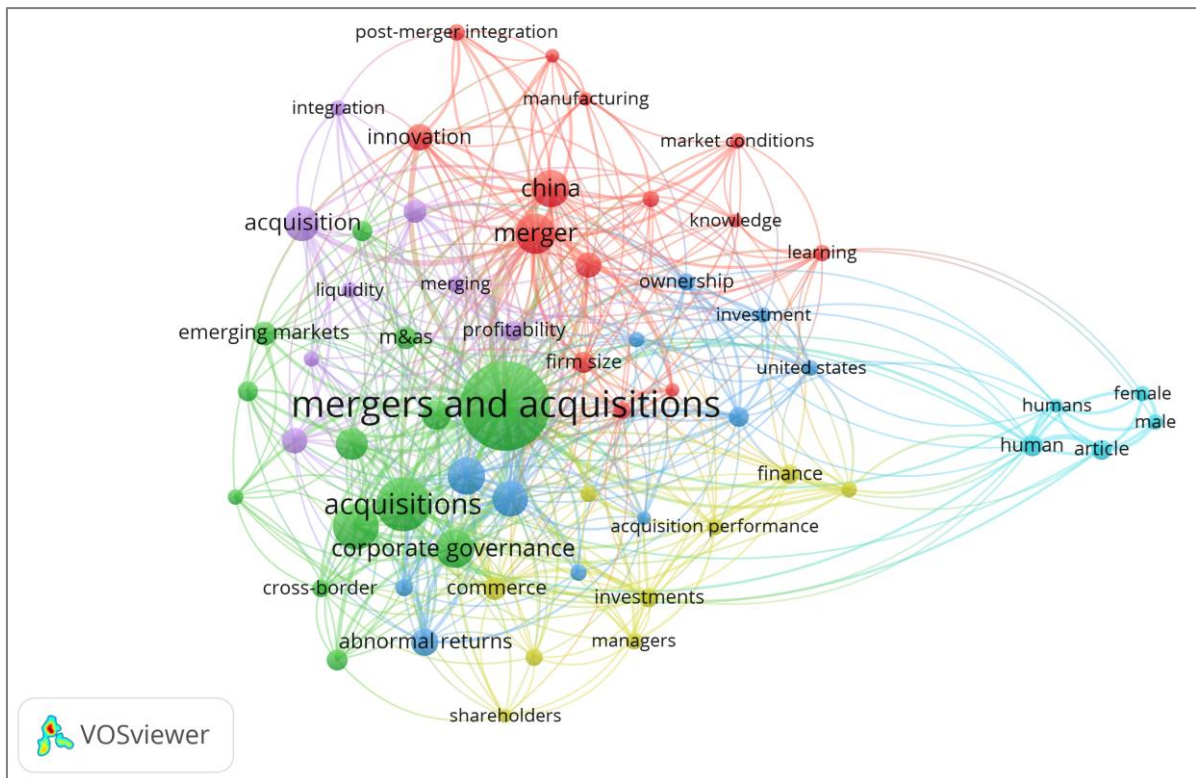 post-merger integration
manufacturing
integration
innovation
market conditions
china
knowledge
acquisition
merger
learning
ownership
liquidity
merging
investment
emerging markets
m&as
profitability
firm size
united states
mergers and acquisitions
female
humans
male
human
article
finance
acquisitions
acquisition performance
corporate governance
cross-border
commerce
investments
abnormal returns
managers
shareholders
VOSviewer